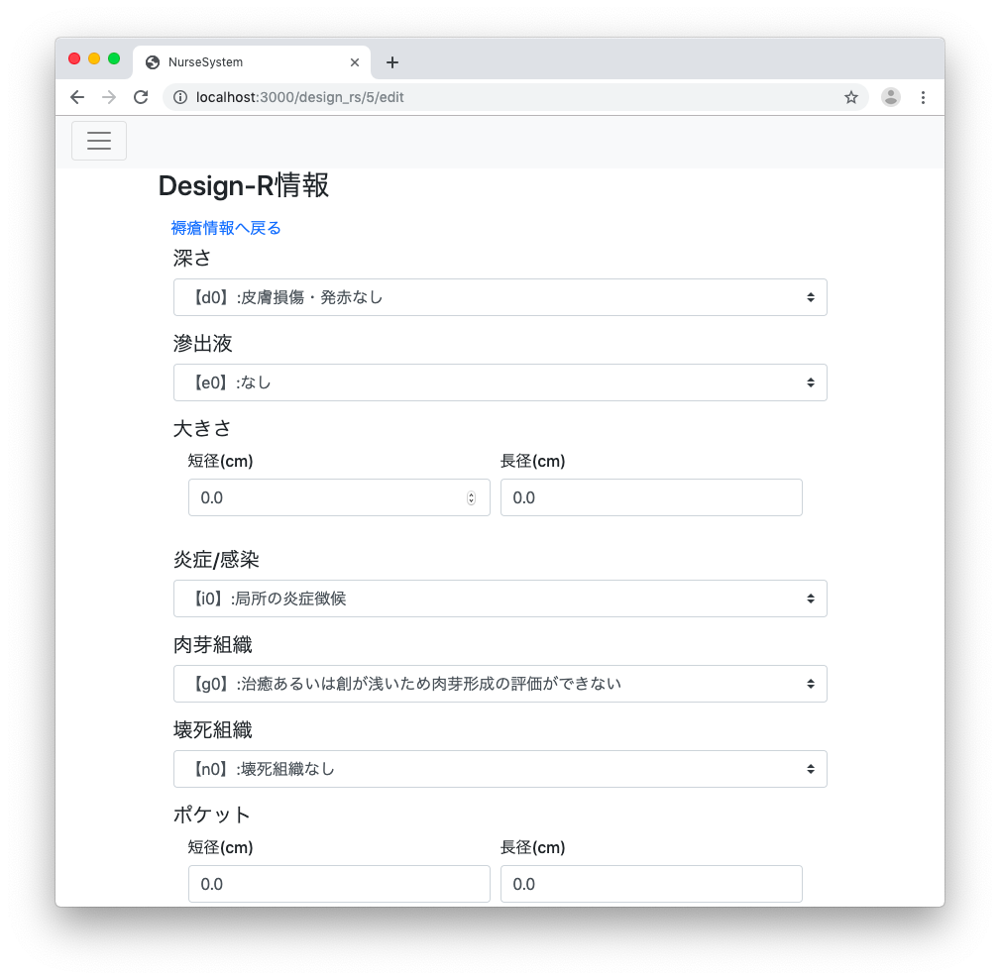 NurseSystem
localhost:3000/design_rs/5/edit
Design-R情報
褥瘡情報へ戻る
深さ
【d0】:皮膚損傷・発赤なし
滲出液
【e0】:なし
大きさ
短径(cm) 長径(cm)
0.0 0.0
炎症/感染
【i0】:局所の炎症徴候
肉芽組織
【g0】:治癒あるいは創が浅いため肉芽形成の評価ができない
壊死組織
【n0】:壊死組織なし
ポケット
短径(cm) 長径(cm)
0.0 0.0